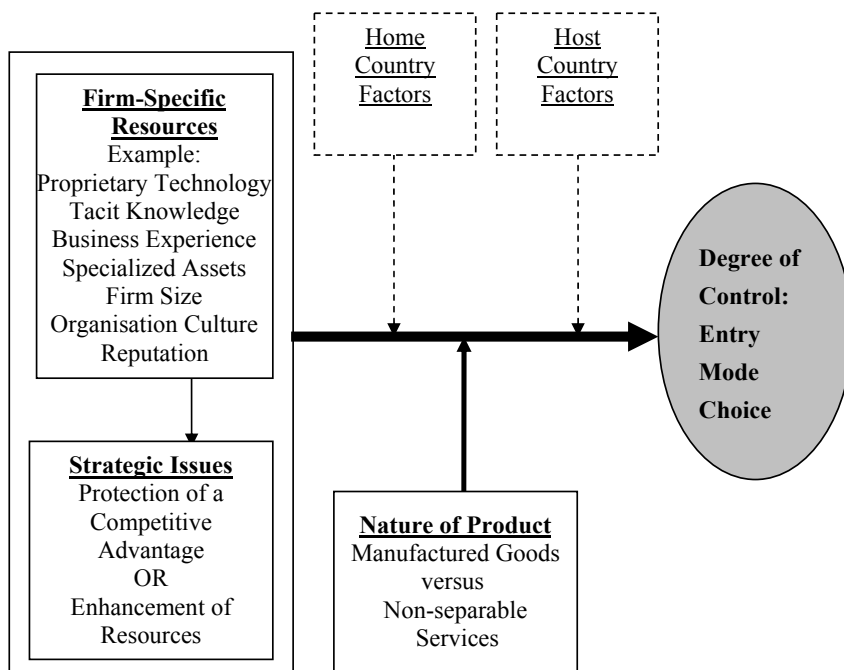 Home
Country
Factors
Host
Country
Factors
Firm-Specific
Resources
Example:
Proprietary Technology
Tacit Knowledge
Business Experience
Specialized Assets
Firm Size
Organisation Culture
Reputation
Degree of
Control:
Entry
Mode
Choice
Strategic Issues
Protection of a
Competitive
Advantage
OR
Enhancement of
Resources
Nature of Product
Manufactured Goods
versus
Non-separable
Services